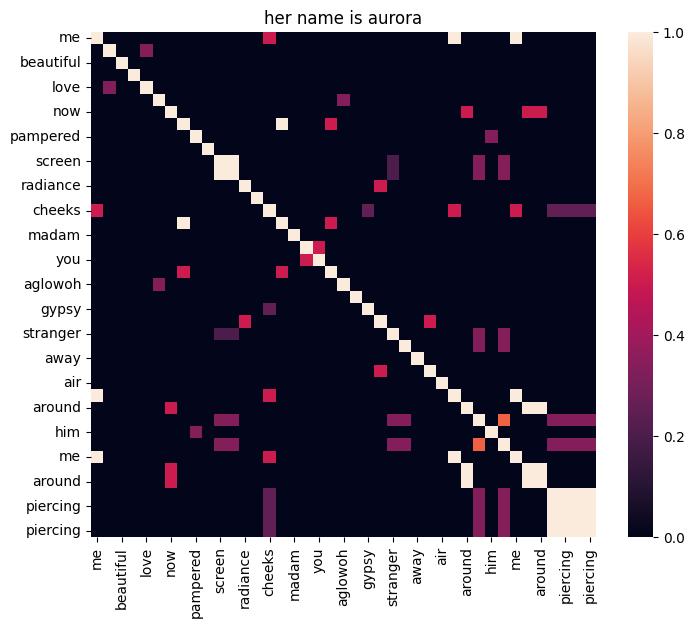 her name is aurora
me
beautiful
love
now
pampered
screen
radiance
cheeks
madam
you
aglowoh
gypsy
stranger
away
air
around
him
me
around
piercing
piercing
1.0
0.8
0.6
0.4
0.2
0.0
me
beautiful
love
now
pampered
screen
radiance
cheeks
madam
you
aglowoh
gypsy
stranger
away
air
around
him
me
around
piercing
piercing